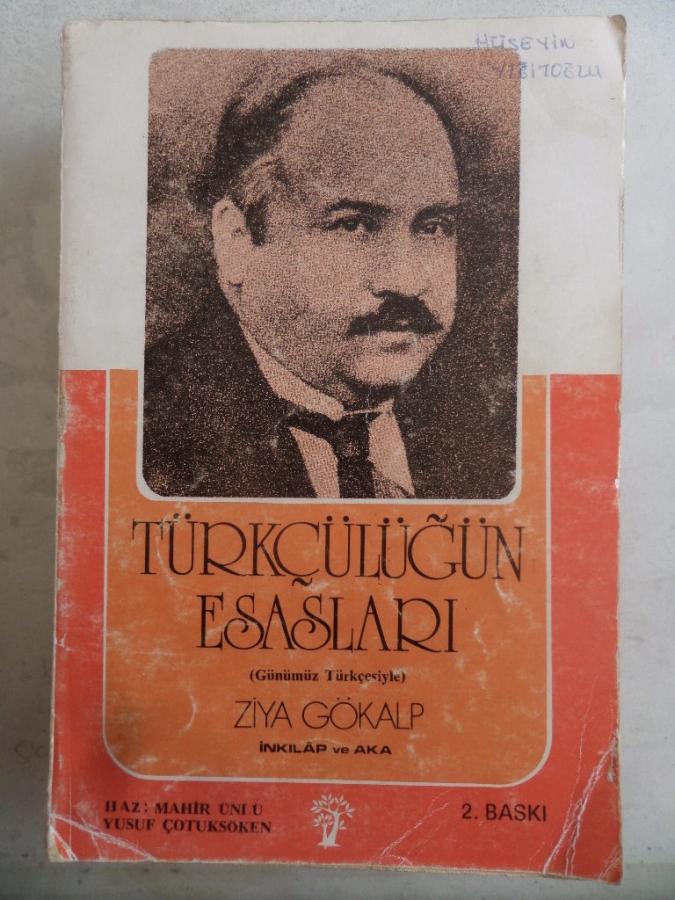 HÜSEYİN
YİĞİTOĞLU
TÜRKÇÜLÜĞÜN
ESASLARI
(Günümüz Türkçesiyle)
ZİYA GÖKALP
İNKILÂP ve AKA
HAZ: MAHİR ÜNLÜ
YUSUF ÇOTUKSÖKEN
2. BASKI